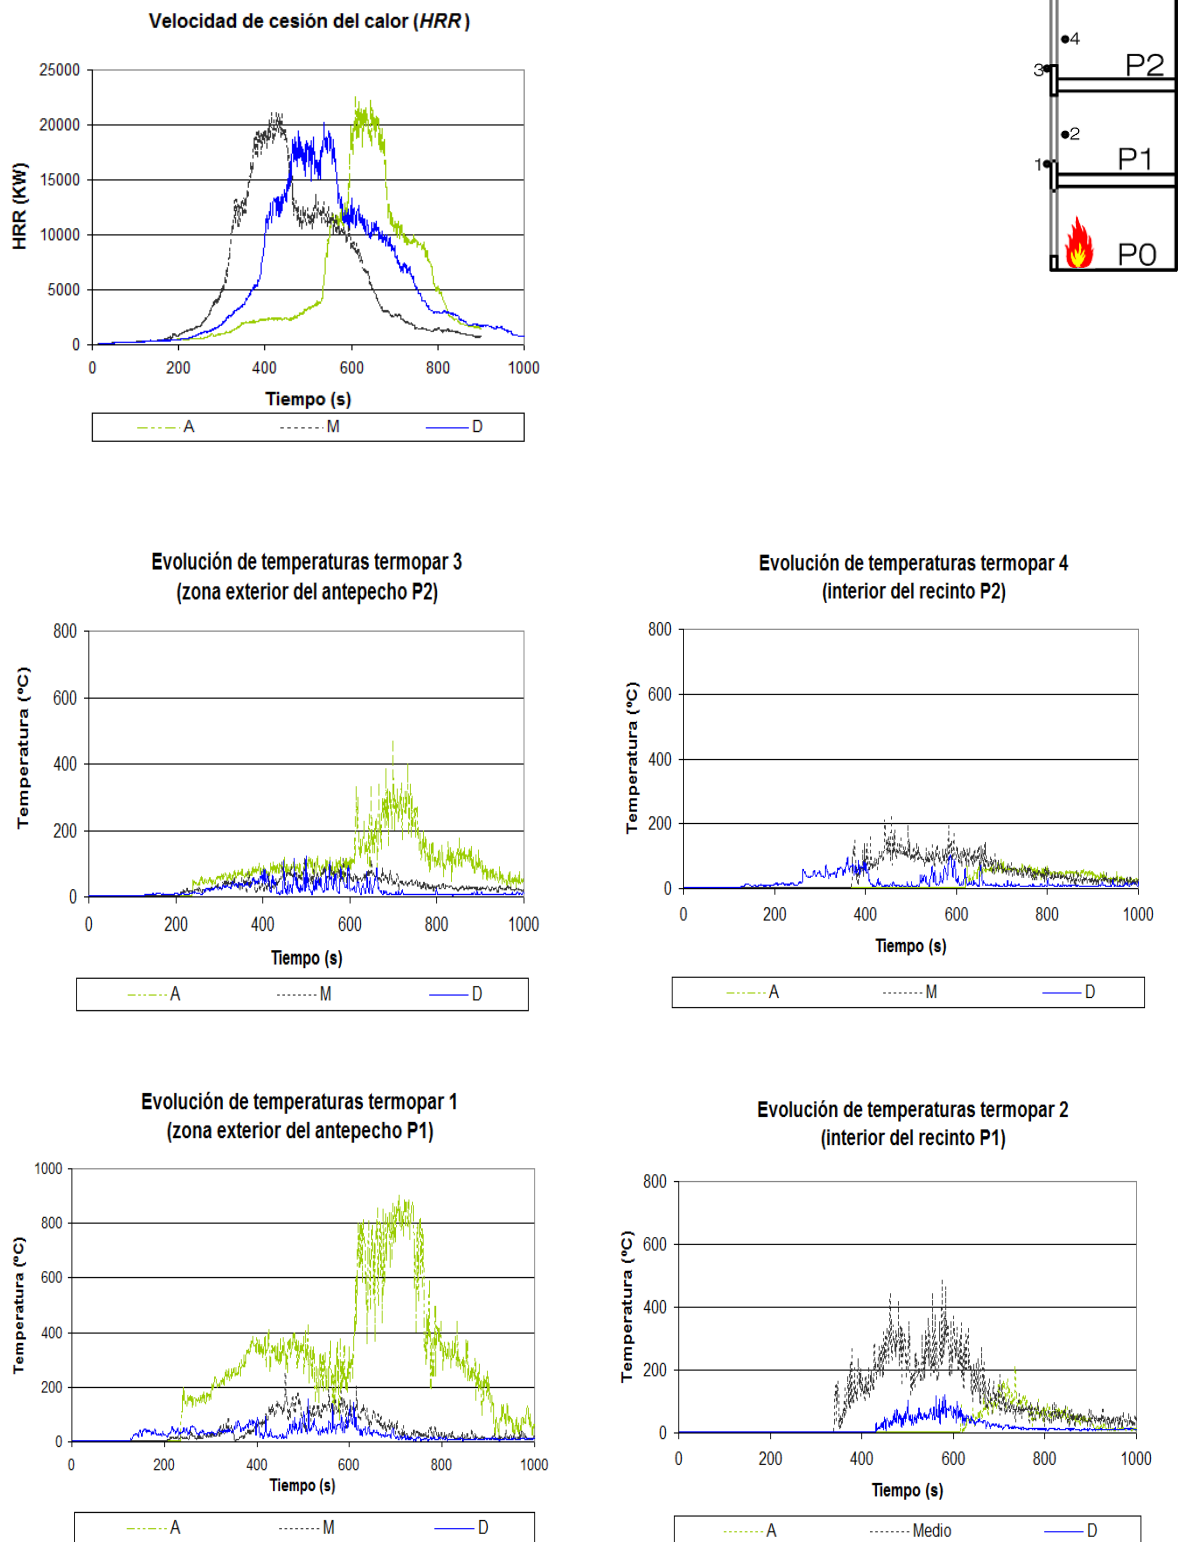 Velocidad de cesión del calor (HRR)
HRR (KW)
25000
20000
15000
10000
5000
0
0 200 400 600 800 1000
Tiempo (s)
A M D
4
3
P2
2
1
P1
P0
Evolución de temperaturas termopar 3
(zona exterior del antepecho P2)
Temperatura (ºC)
800
600
400
200
0
0 200 400 600 800 1000
Tiempo (s)
A M D
Evolución de temperaturas termopar 4
(interior del recinto P2)
Temperatura (ºC)
800
600
400
200
0
0 200 400 600 800 1000
Tiempo (s)
A M D
Evolución de temperaturas termopar 1
(zona exterior del antepecho P1)
Temperatura (ºC)
1000
800
600
400
200
0
0 200 400 600 800 1000
Tiempo (s)
A M D
Evolución de temperaturas termopar 2
(interior del recinto P1)
Temperatura (ºC)
800
600
400
200
0
0 200 400 600 800 1000
Tiempo (s)
A Medio D